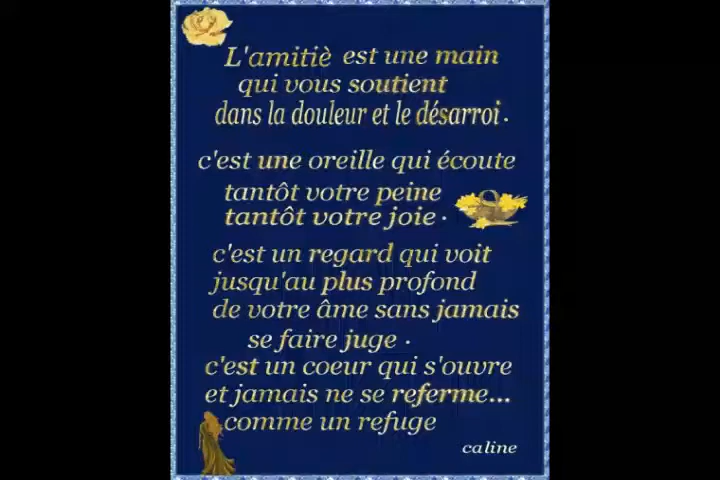 L'amitiè est une main
qui vous soutient
dans la douleur et le désarroi.
c'est une oreille qui écoute
tantôt votre peine
tantôt votre joie.
c'est un regard qui voit
jusqu'au plus profond
de votre âme sans jamais
se faire juge.
c'est un coeur qui s'ouvre
et jamais ne se referme...
comme un refuge
caline